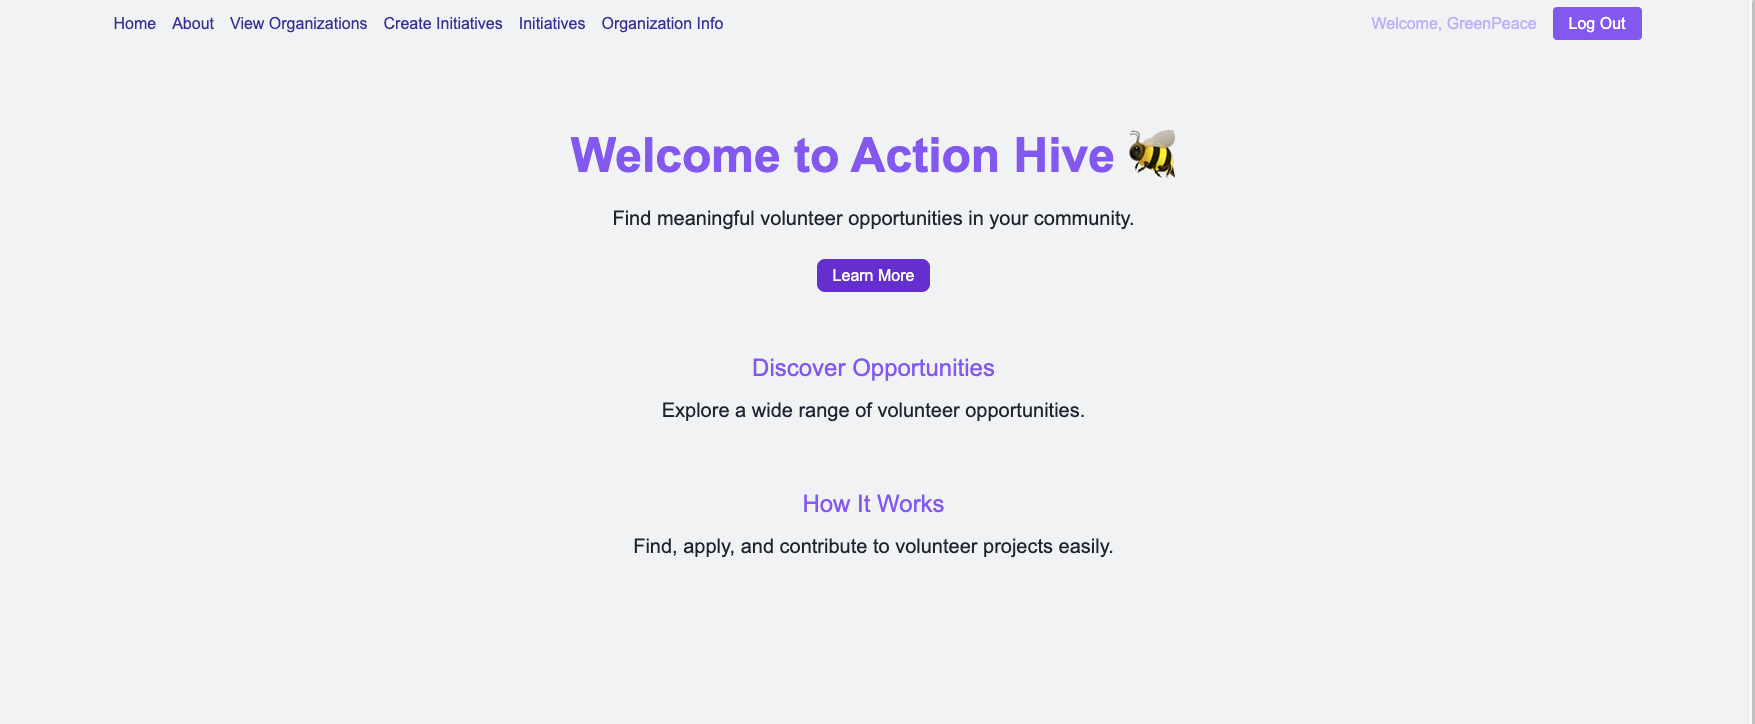 Home About View Organizations Create Initiatives Initiatives Organization Info Welcome, GreenPeace Log Out
Welcome to Action Hive
Find meaningful volunteer opportunities in your community.
Learn More
Discover Opportunities
Explore a wide range of volunteer opportunities.
How It Works
Find, apply, and contribute to volunteer projects easily.